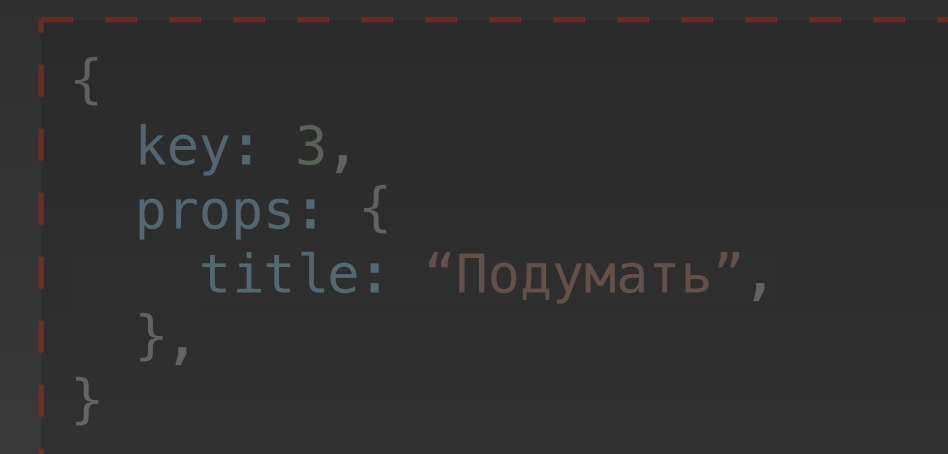 {
key: 3,
props: {
title: “Подумать”,
},
}